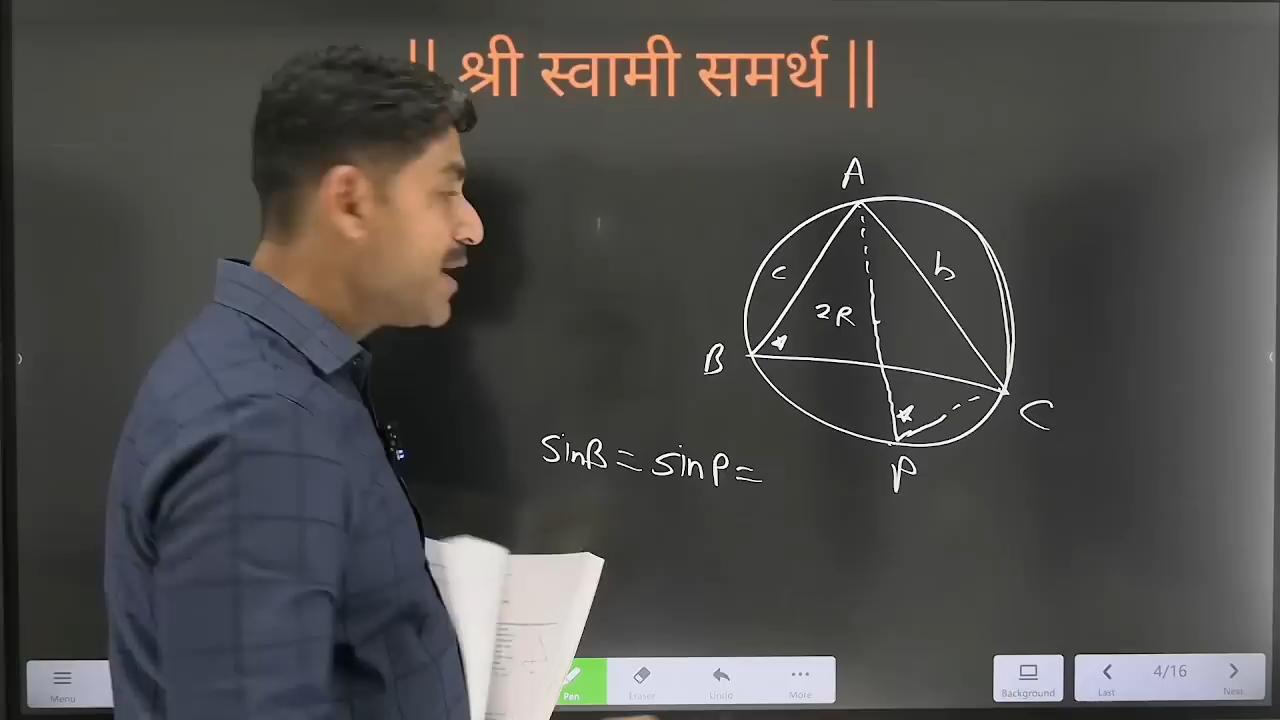 || श्री स्वामी समर्थ ||
A
c
b
2R
B
C
sinB = sinP =
P
Menu
Pen
Eraser
Undo
More
Background
Last
4/16
Next